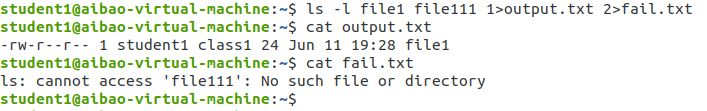 student1@aibao-virtual-machine:~$ ls -l file1 file111 1>output.txt 2>fail.txt
student1@aibao-virtual-machine:~$ cat output.txt
-rw-r--r-- 1 student1 class1 24 Jun 11 19:28 file1
student1@aibao-virtual-machine:~$ cat fail.txt
ls: cannot access 'file111': No such file or directory
student1@aibao-virtual-machine:~$